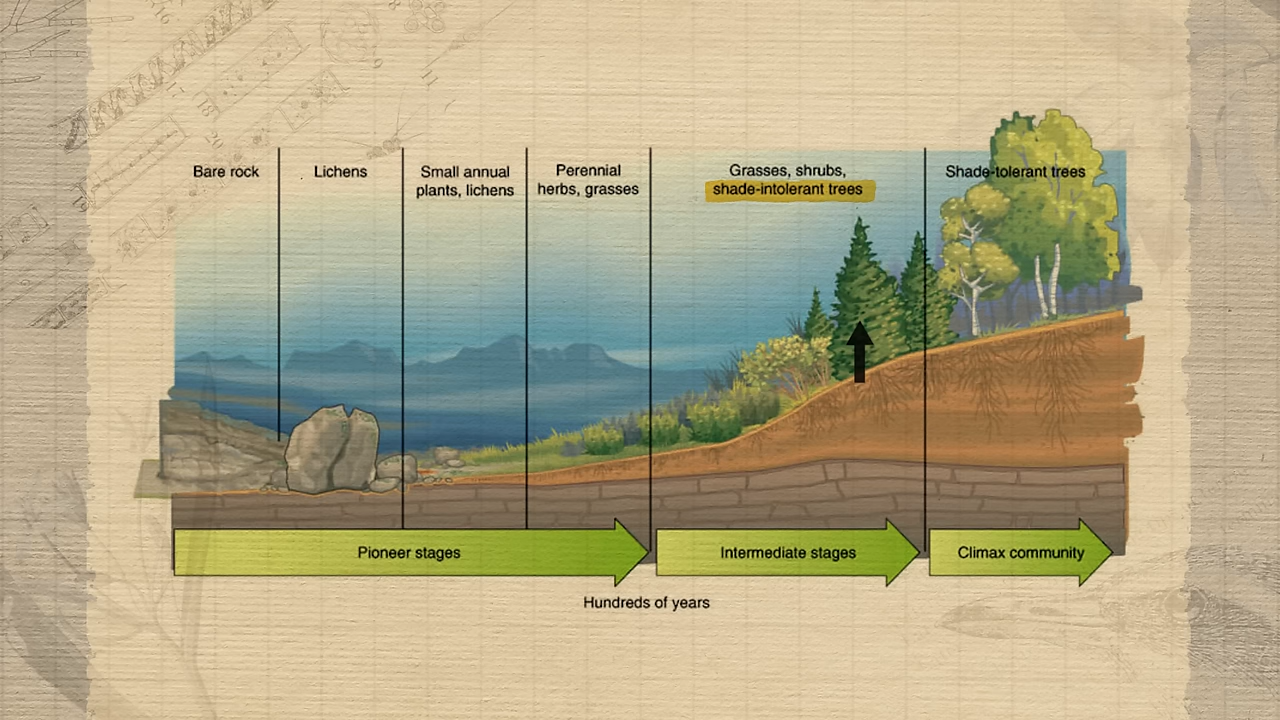 Bare rock
Lichens
Small annual
plants, lichens
Perennial
herbs, grasses
Grasses, shrubs,
shade-intolerant trees
Shade-tolerant trees
Pioneer stages
Intermediate stages
Climax community
Hundreds of years